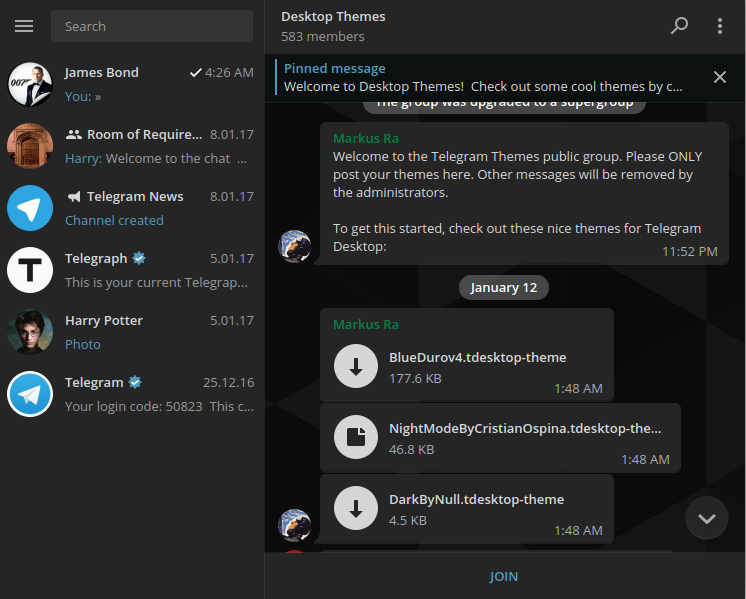 Search
James Bond
4:26 AM
You: »
Room of Require...
8.01.17
Harry: Welcome to the chat ...
Telegram News
8.01.17
Channel created
Telegraph
5.01.17
This is your current Telegrap...
Harry Potter
5.01.17
Photo
Telegram
25.12.16
Your login code: 50823 This c...
007
T
Desktop Themes
583 members
Pinned message
Welcome to Desktop Themes! Check out some cool themes by c...
The group was upgraded to a supergroup
Markus Ra
Welcome to the Telegram Themes public group. Please ONLY
post your themes here. Other messages will be removed by
the administrators.
To get this started, check out these nice themes for Telegram
Desktop:
11:52 PM
January 12
Markus Ra
BlueDurov4.tdesktop-theme
177.6 KB
1:48 AM
NightModeByCristianOspina.tdesktop-the...
46.8 KB
1:48 AM
DarkByNull.tdesktop-theme
4.5 KB
1:48 AM
JOIN